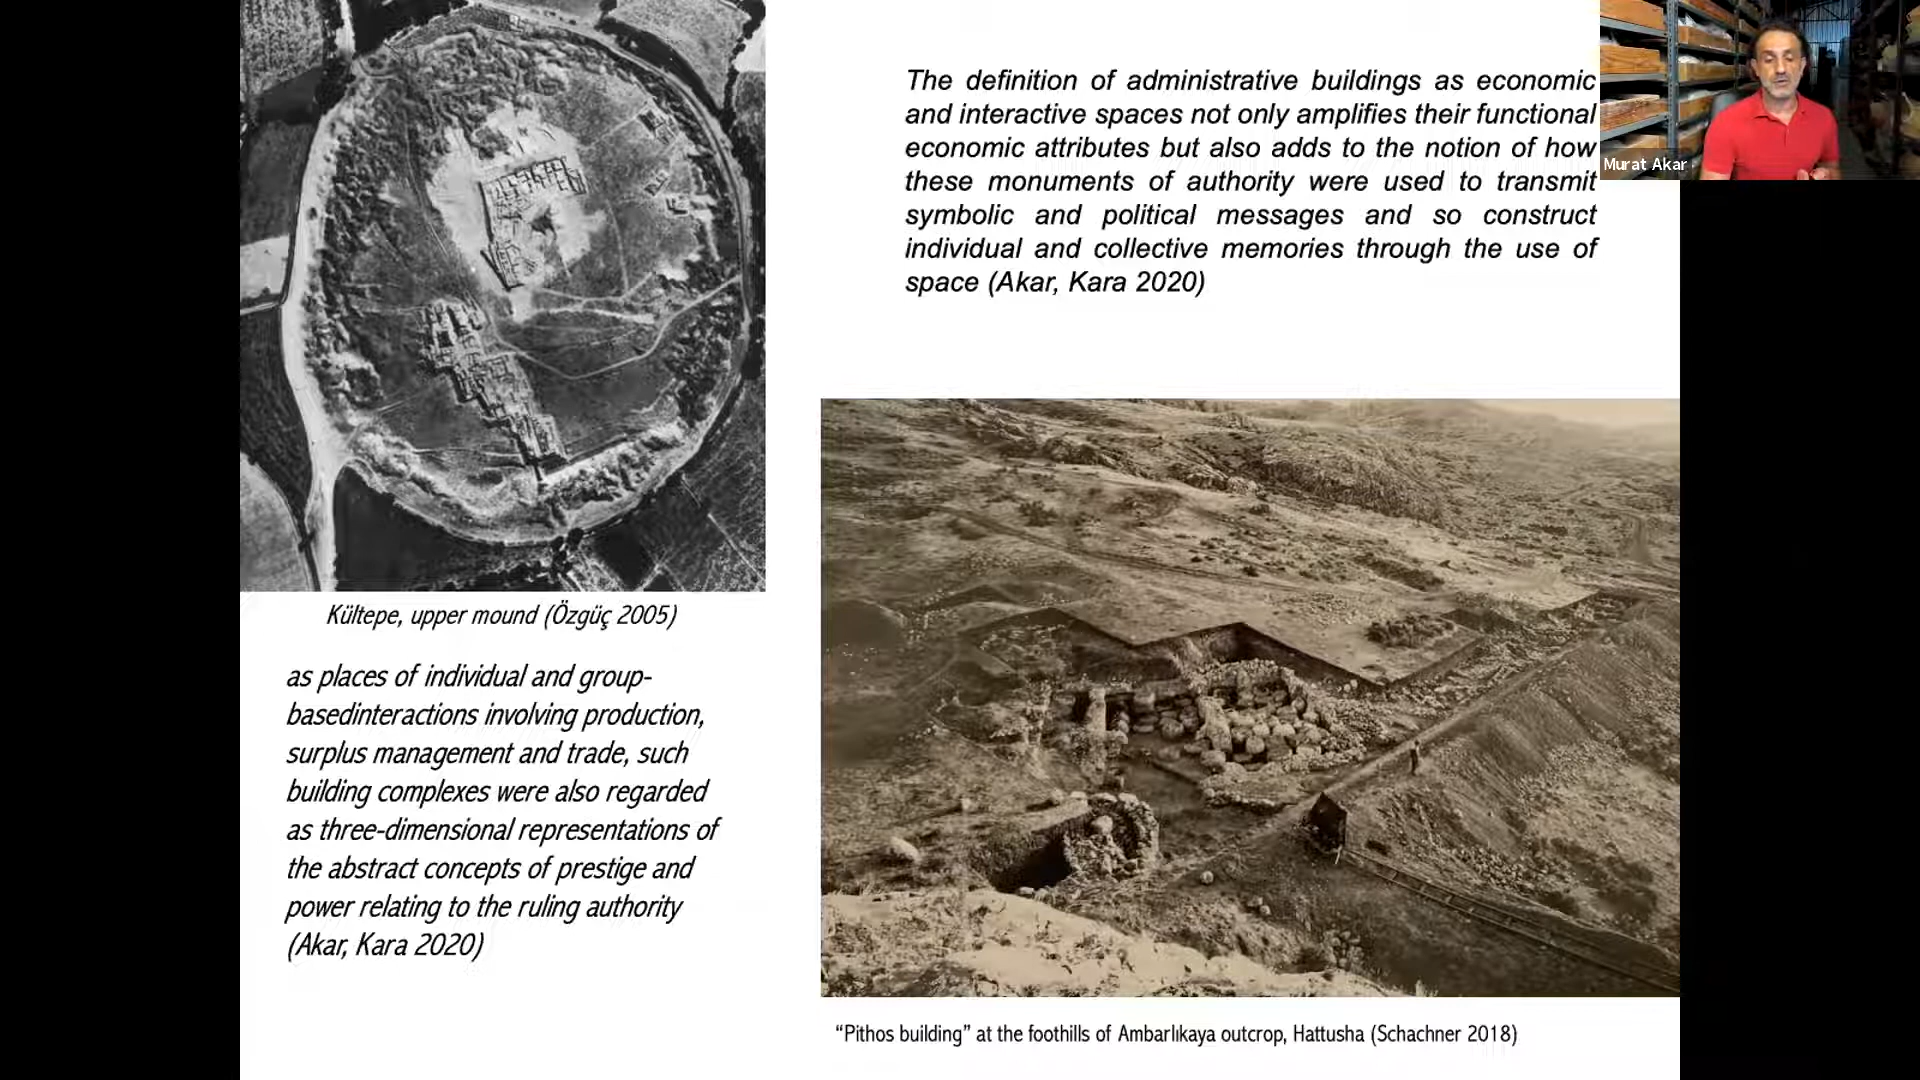 The definition of administrative buildings as economic
and interactive spaces not only amplifies their functional
economic attributes but also adds to the notion of how
these monuments of authority were used to transmit
symbolic and political messages and so construct
individual and collective memories through the use of
space (Akar, Kara 2020)
Murat Akar
Kültepe, upper mound (Özgüç 2005)
as places of individual and group-
basedinteractions involving production,
surplus management and trade, such
building complexes were also regarded
as three-dimensional representations of
the abstract concepts of prestige and
power relating to the ruling authority
(Akar, Kara 2020)
“Pithos building” at the foothills of Ambarlıkaya outcrop, Hattusha (Schachner 2018)